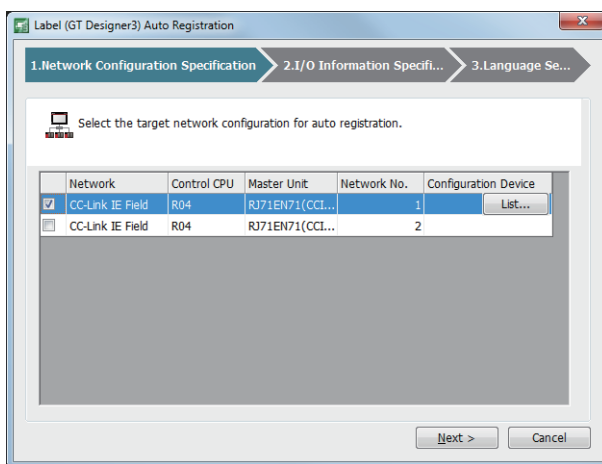 Label (GT Designer3) Auto Registration
1.Network Configuration Specification 2.I/O Information Specifi... 3.Language Se...
Select the target network configuration for auto registration.
Network Control CPU Master Unit Network No. Configuration Device
CC-Link IE Field R04 RJ71EN71(CCI... 1 List...
CC-Link IE Field R04 RJ71EN71(CCI... 2
Next > Cancel